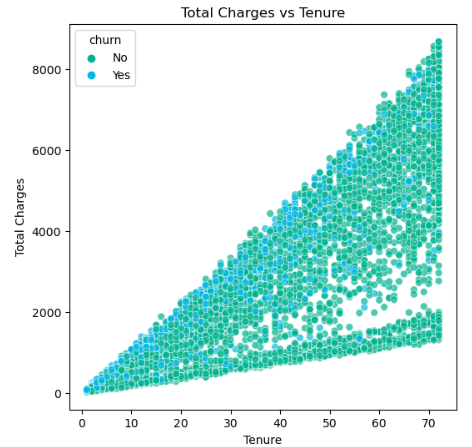 Total Charges vs Tenure
churn
No
Yes
8000
6000
4000
2000
0
Total Charges
0 10 20 30 40 50 60 70
Tenure